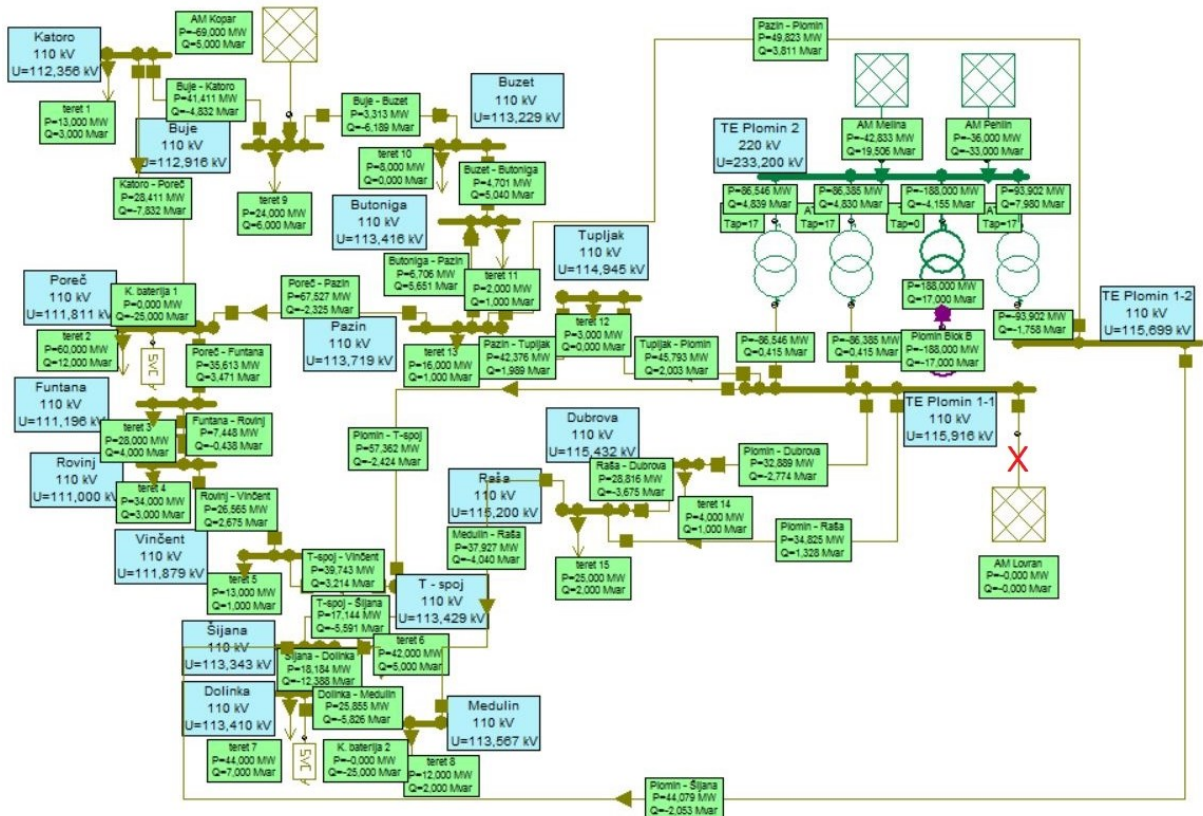 AM Kopar
P=-69,000 MW
Q=5,000 Mvar
Katoro
110 kV
U=112,356 kV
teret 1
P=13,000 MW
Q=3,000 Mvar
Buje - Katoro
P=41,411 MW
Q=-4,832 Mvar
Buje
110 kV
U=112,916 kV
Katoro - Poreč
P=28,411 MW
Q=-7,832 Mvar
teret 9
P=24,000 MW
Q=6,000 Mvar
Buje - Buzet
P=3,313 MW
Q=-6,189 Mvar
Buzet
110 kV
U=113,229 kV
teret 10
P=8,000 MW
Q=0,000 Mvar
Buzet - Butoniga
P=4,701 MW
Q=5,040 Mvar
Butoniga
110 kV
U=113,416 kV
Butoniga - Pazin
P=6,706 MW
Q=5,651 Mvar
teret 11
P=2,000 MW
Q=1,000 Mvar
Pazin - Plomin
P=49,823 MW
Q=3,811 Mvar
TE Plomin 2
220 kV
U=233,200 kV
AM Melina
P=-42,833 MW
Q=19,506 Mvar
AM Pehlin
P=-36,000 MW
Q=-33,000 Mvar
P=86,546 MW
Q=4,839 Mvar
Tap=17
P=86,385 MW
Q=4,830 Mvar
Tap=17
P=-188,000 MW
Q=-4,155 Mvar
Tap=0
P=93,902 MW
Q=7,980 Mvar
Tap=17
P=188,000 MW
Q=17,000 Mvar
Plomin Blok B
P=-188,000 MW
Q=-17,000 Mvar
P=-86,546 MW
Q=0,415 Mvar
P=-86,385 MW
Q=0,415 Mvar
P=-93,902 MW
Q=-1,758 Mvar
TE Plomin 1-2
110 kV
U=115,699 kV
TE Plomin 1-1
110 kV
U=115,916 kV
Tupljak
110 kV
U=114,945 kV
teret 12
P=3,000 MW
Q=0,000 Mvar
Tupljak - Plomin
P=45,793 MW
Q=2,003 Mvar
Pazin - Tupljak
P=42,376 MW
Q=1,989 Mvar
Poreč
110 kV
U=111,811 kV
K. baterija 1
P=0,000 MW
Q=-25,000 Mvar
teret 2
P=60,000 MW
Q=12,000 Mvar
SVC
Poreč - Pazin
P=67,527 MW
Q=-2,325 Mvar
Pazin
110 kV
U=113,719 kV
teret 13
P=16,000 MW
Q=1,000 Mvar
Poreč - Funtana
P=35,613 MW
Q=3,471 Mvar
Funtana
110 kV
U=111,196 kV
teret 3
P=28,000 MW
Q=4,000 Mvar
Funtana - Rovinj
P=7,448 MW
Q=-0,438 Mvar
Rovinj
110 kV
U=111,000 kV
teret 4
P=34,000 MW
Q=3,000 Mvar
Rovinj - Vinčent
P=26,565 MW
Q=2,675 Mvar
Vinčent
110 kV
U=111,879 kV
teret 5
P=13,000 MW
Q=1,000 Mvar
T-spoj - Vinčent
P=39,743 MW
Q=3,214 Mvar
Plomin - T-spoj
P=57,362 MW
Q=-2,424 Mvar
T - spoj
110 kV
U=113,429 kV
T-spoj - Šijana
P=17,144 MW
Q=-5,591 Mvar
Dubrova
110 kV
U=115,432 kV
Plomin - Dubrova
P=32,889 MW
Q=-2,774 Mvar
Raša - Dubrova
P=28,816 MW
Q=-3,675 Mvar
Raša
110 kV
U=115,200 kV
teret 14
P=4,000 MW
Q=1,000 Mvar
Plomin - Raša
P=34,825 MW
Q=1,328 Mvar
teret 15
P=25,000 MW
Q=2,000 Mvar
Medulin - Raša
P=37,927 MW
Q=-4,040 Mvar
AM Lovran
P=-0,000 MW
Q=-0,000 Mvar
Šijana
110 kV
U=113,343 kV
teret 6
P=42,000 MW
Q=5,000 Mvar
Šijana - Dolinka
P=18,184 MW
Q=-12,388 Mvar
Dolinka
110 kV
U=113,410 kV
Dolinka - Medulin
P=25,855 MW
Q=-5,826 Mvar
Medulin
110 kV
U=113,567 kV
teret 7
P=44,000 MW
Q=7,000 Mvar
SVC
K. baterija 2
P=-0,000 MW
Q=-25,000 Mvar
teret 8
P=12,000 MW
Q=2,000 Mvar
Plomin - Šijana
P=44,079 MW
Q=-2,053 Mvar